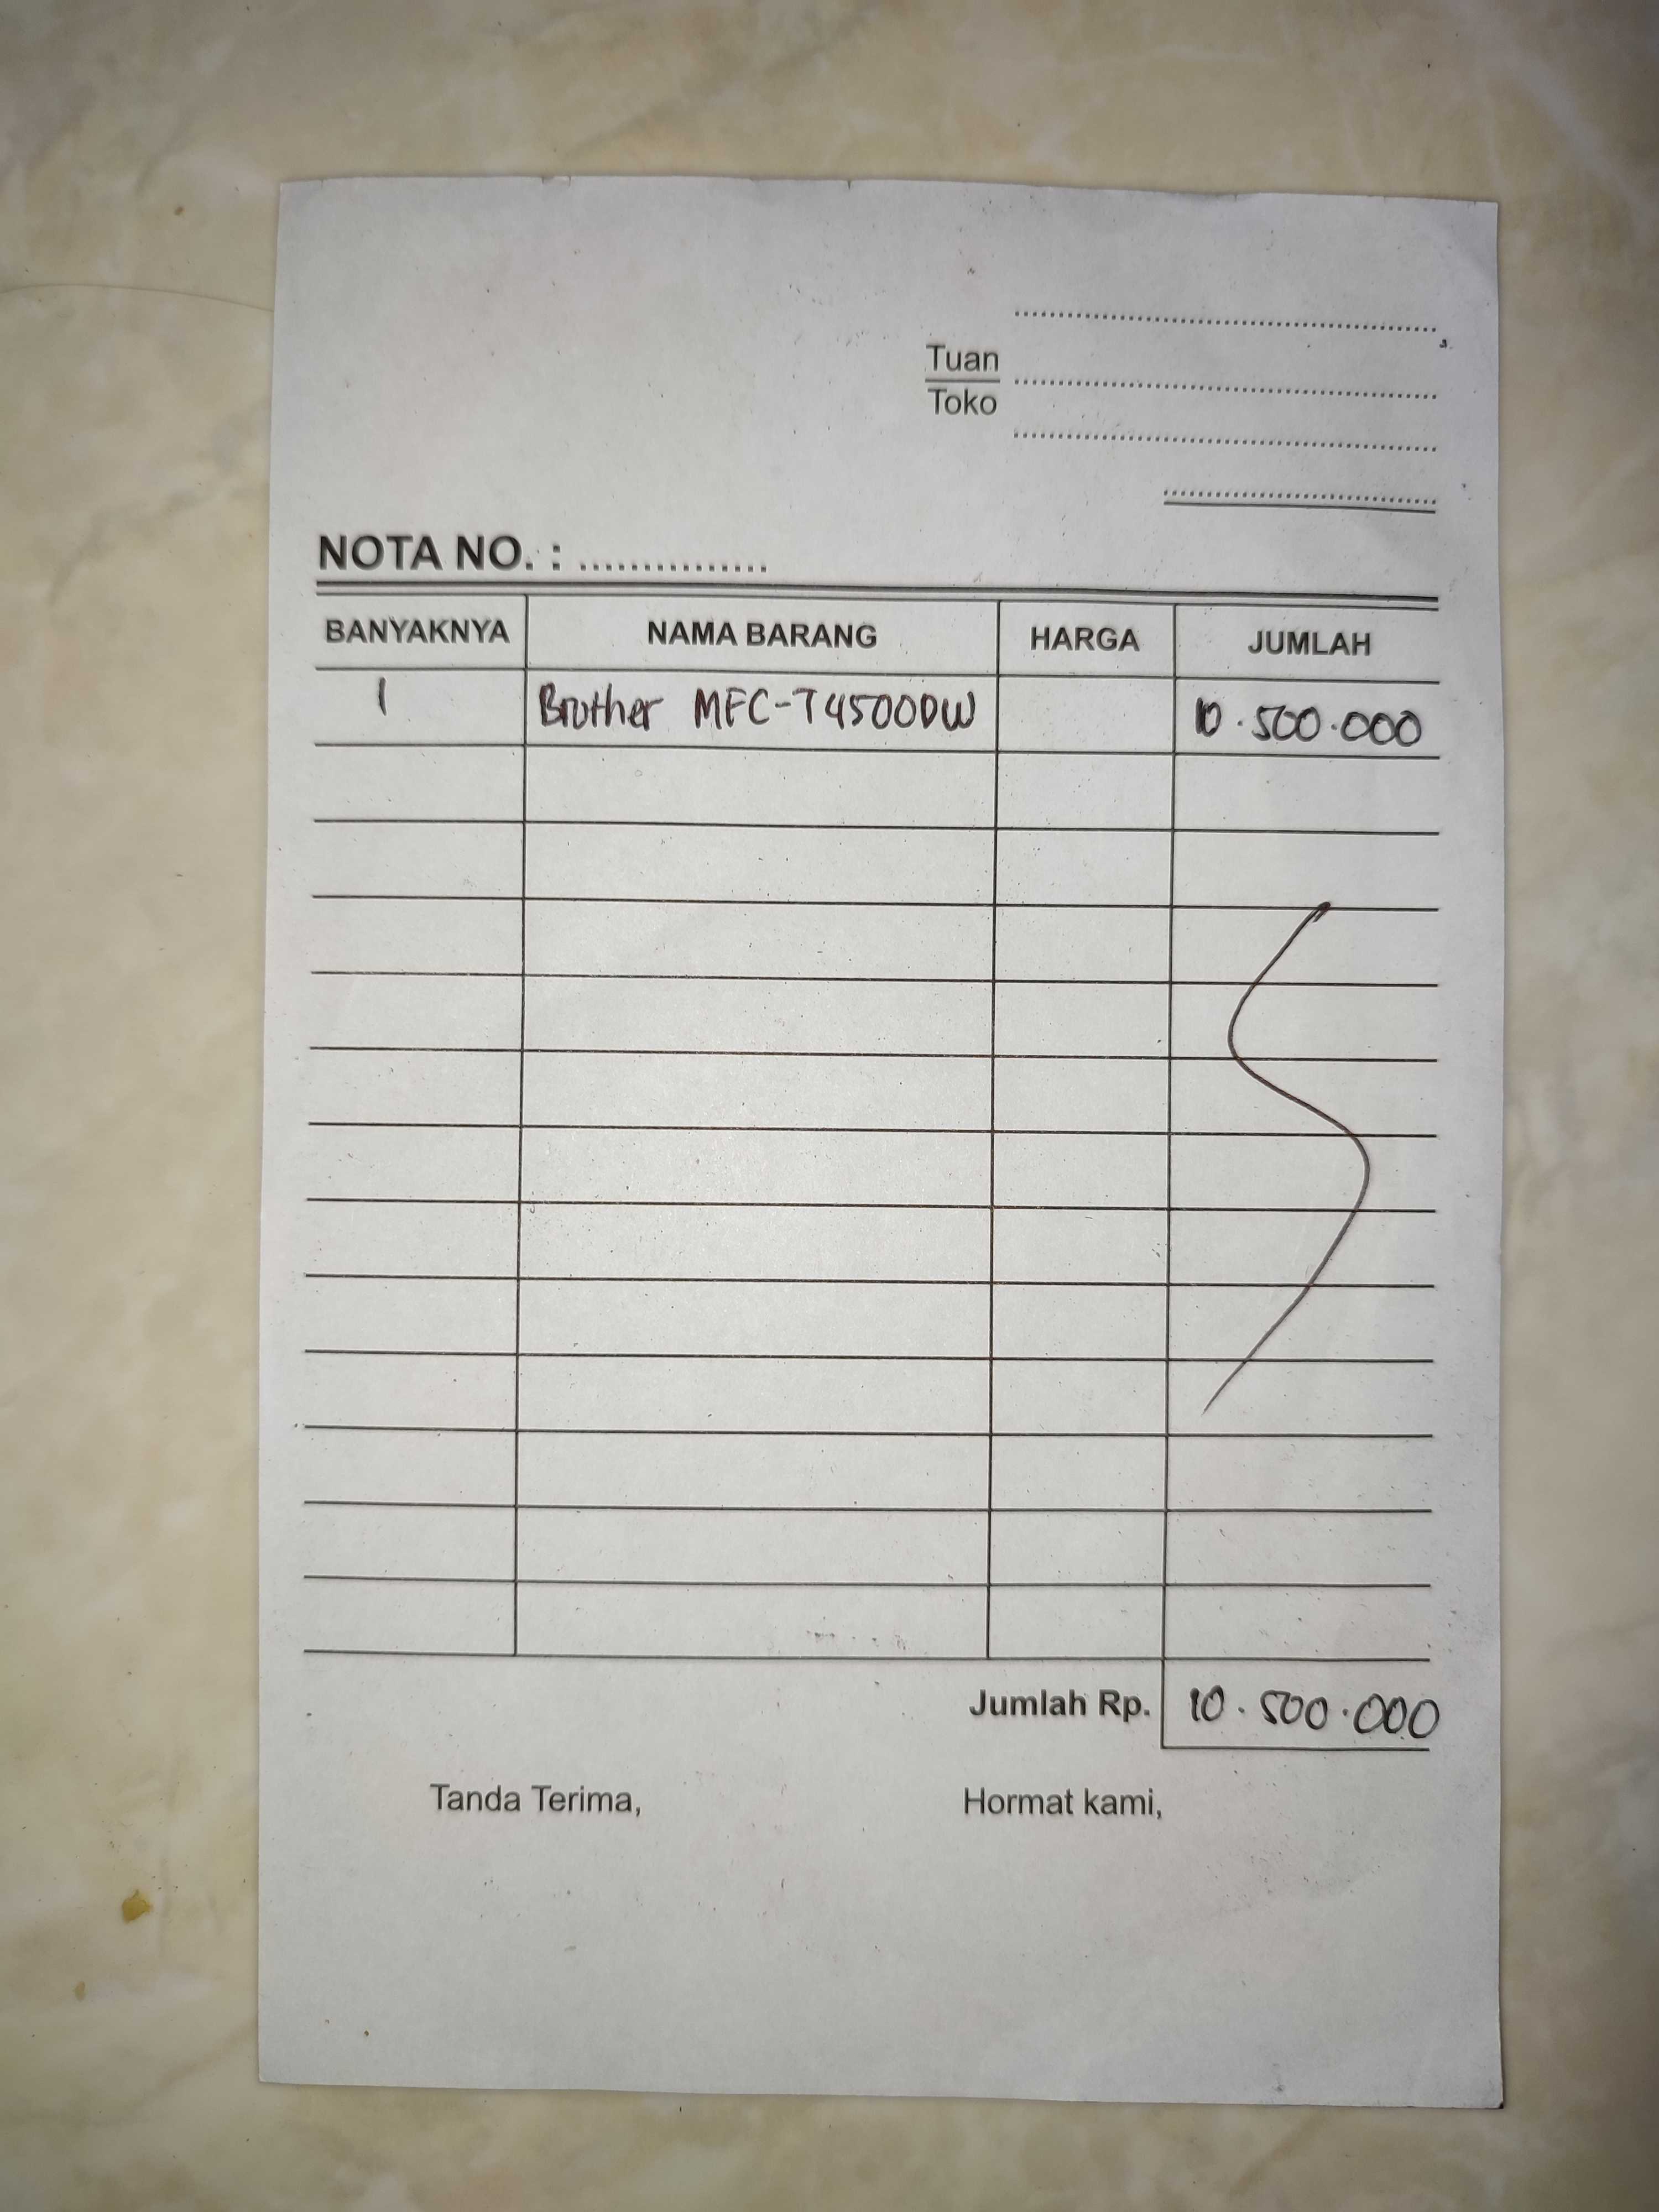 Tuan
Toko
NOTA NO. : ...............
BANYAKNYA NAMA BARANG HARGA JUMLAH
1 Brother MFC-T4500DW 10.500.000
Jumlah Rp. 10.500.000
Tanda Terima, Hormat kami,